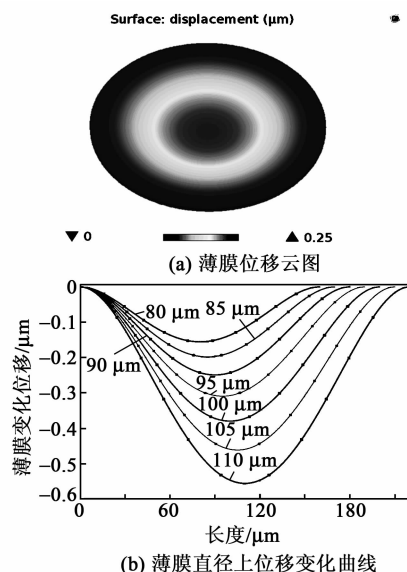 Surface: displacement (μm)
▼ 0
▲ 0.25
(a) 薄膜位移云图
0
−0.1
−0.2
−0.3
−0.4
−0.5
−0.6
薄膜变化位移/μm
80 μm
85 μm
90 μm
95 μm
100 μm
105 μm
110 μm
0
60
120
180
长度/μm
(b) 薄膜直径上位移变化曲线